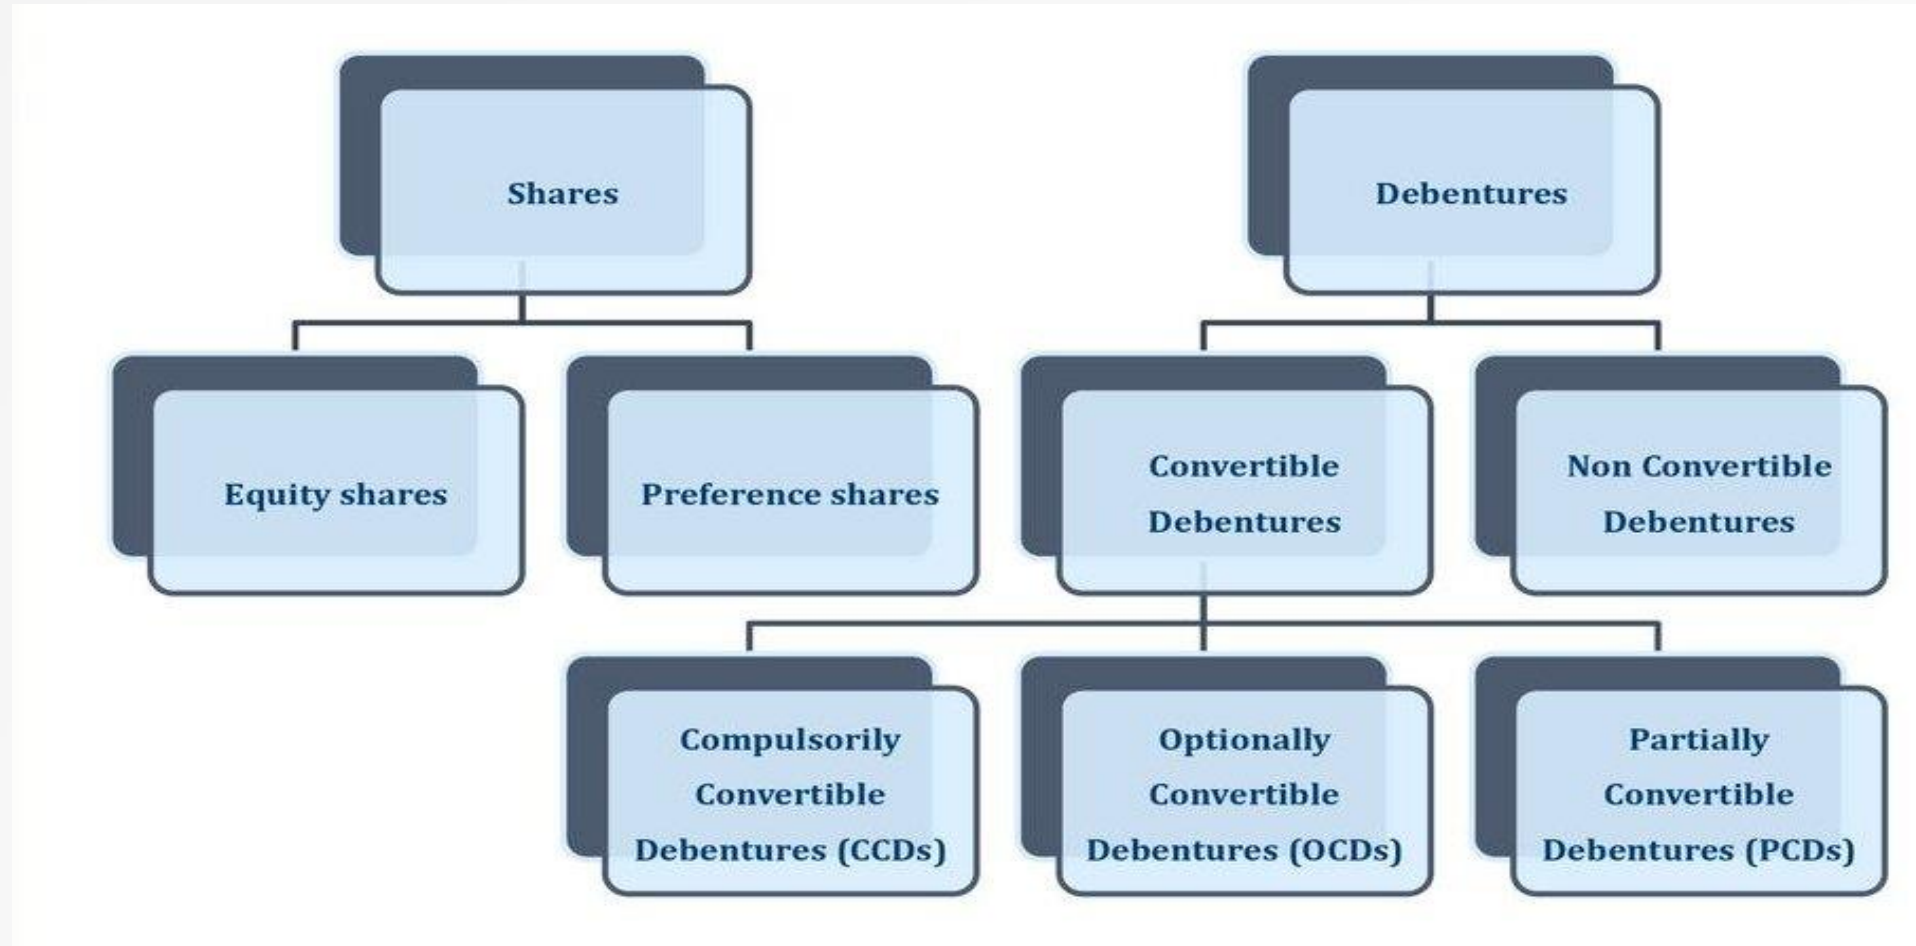 Shares
Debentures
Equity shares
Preference shares
Convertible
Debentures
Non Convertible
Debentures
Compulsorily
Convertible
Debentures (CCDs)
Optionally
Convertible
Debentures (OCDs)
Partially
Convertible
Debentures (PCDs)